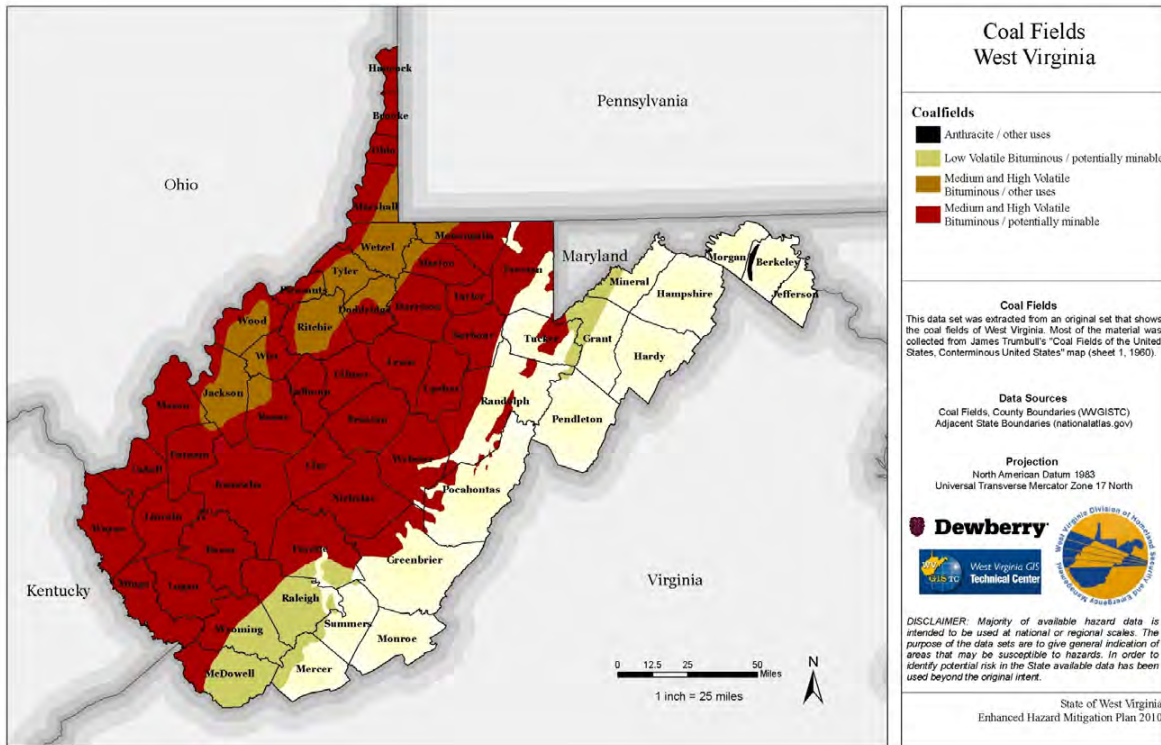 Coal Fields
West Virginia
Coalfields
Anthracite / other uses
Low Volatile Bituminous / potentially minable
Medium and High Volatile
Bituminous / other uses
Medium and High Volatile
Bituminous / potentially minable
Coal Fields
This data set was extracted from an original set that shows
the coal fields of West Virginia. Most of the material was
collected from James Trumbull's "Coal Fields of the United
States, Conterminous United States" map (sheet 1, 1960).
Data Sources
Coal Fields, County Boundaries (WVGISTC)
Adjacent State Boundaries (nationalatlas.gov)
Projection
North American Datum 1983
Universal Transverse Mercator Zone 17 North
Dewberry
WV GISTC West Virginia GIS
Technical Center
West Virginia Division of Homeland Security and Emergency Management
DISCLAIMER: Majority of available hazard data is
intended to be used at national or regional scales. The
purpose of the data sets are to give general indication of
areas that may be susceptible to hazards. In order to
identify potential risk in the State available data has been
used beyond the original intent.
State of West Virginia
Enhanced Hazard Mitigation Plan 2010
Pennsylvania
Ohio
Maryland
Kentucky
Virginia
Hancock
Brooke
Ohio
Marshall
Wetzel
Monongalia
Marion
Preston
Tyler
Pleasants
Doddridge
Harrison
Taylor
Ritchie
Wood
Wirt
Barbour
Tucker
Mineral
Hampshire
Morgan
Berkeley
Jefferson
Grant
Hardy
Pendleton
Randolph
Lewis
Upshur
Gilmer
Calhoun
Jackson
Roane
Mason
Braxton
Webster
Clay
Putnam
Cabell
Kanawha
Nicholas
Pocahontas
Wayne
Lincoln
Boone
Fayette
Greenbrier
Mingo
Logan
Raleigh
Wyoming
Summers
Monroe
McDowell
Mercer
0 12.5 25 50
Miles
1 inch = 25 miles
N